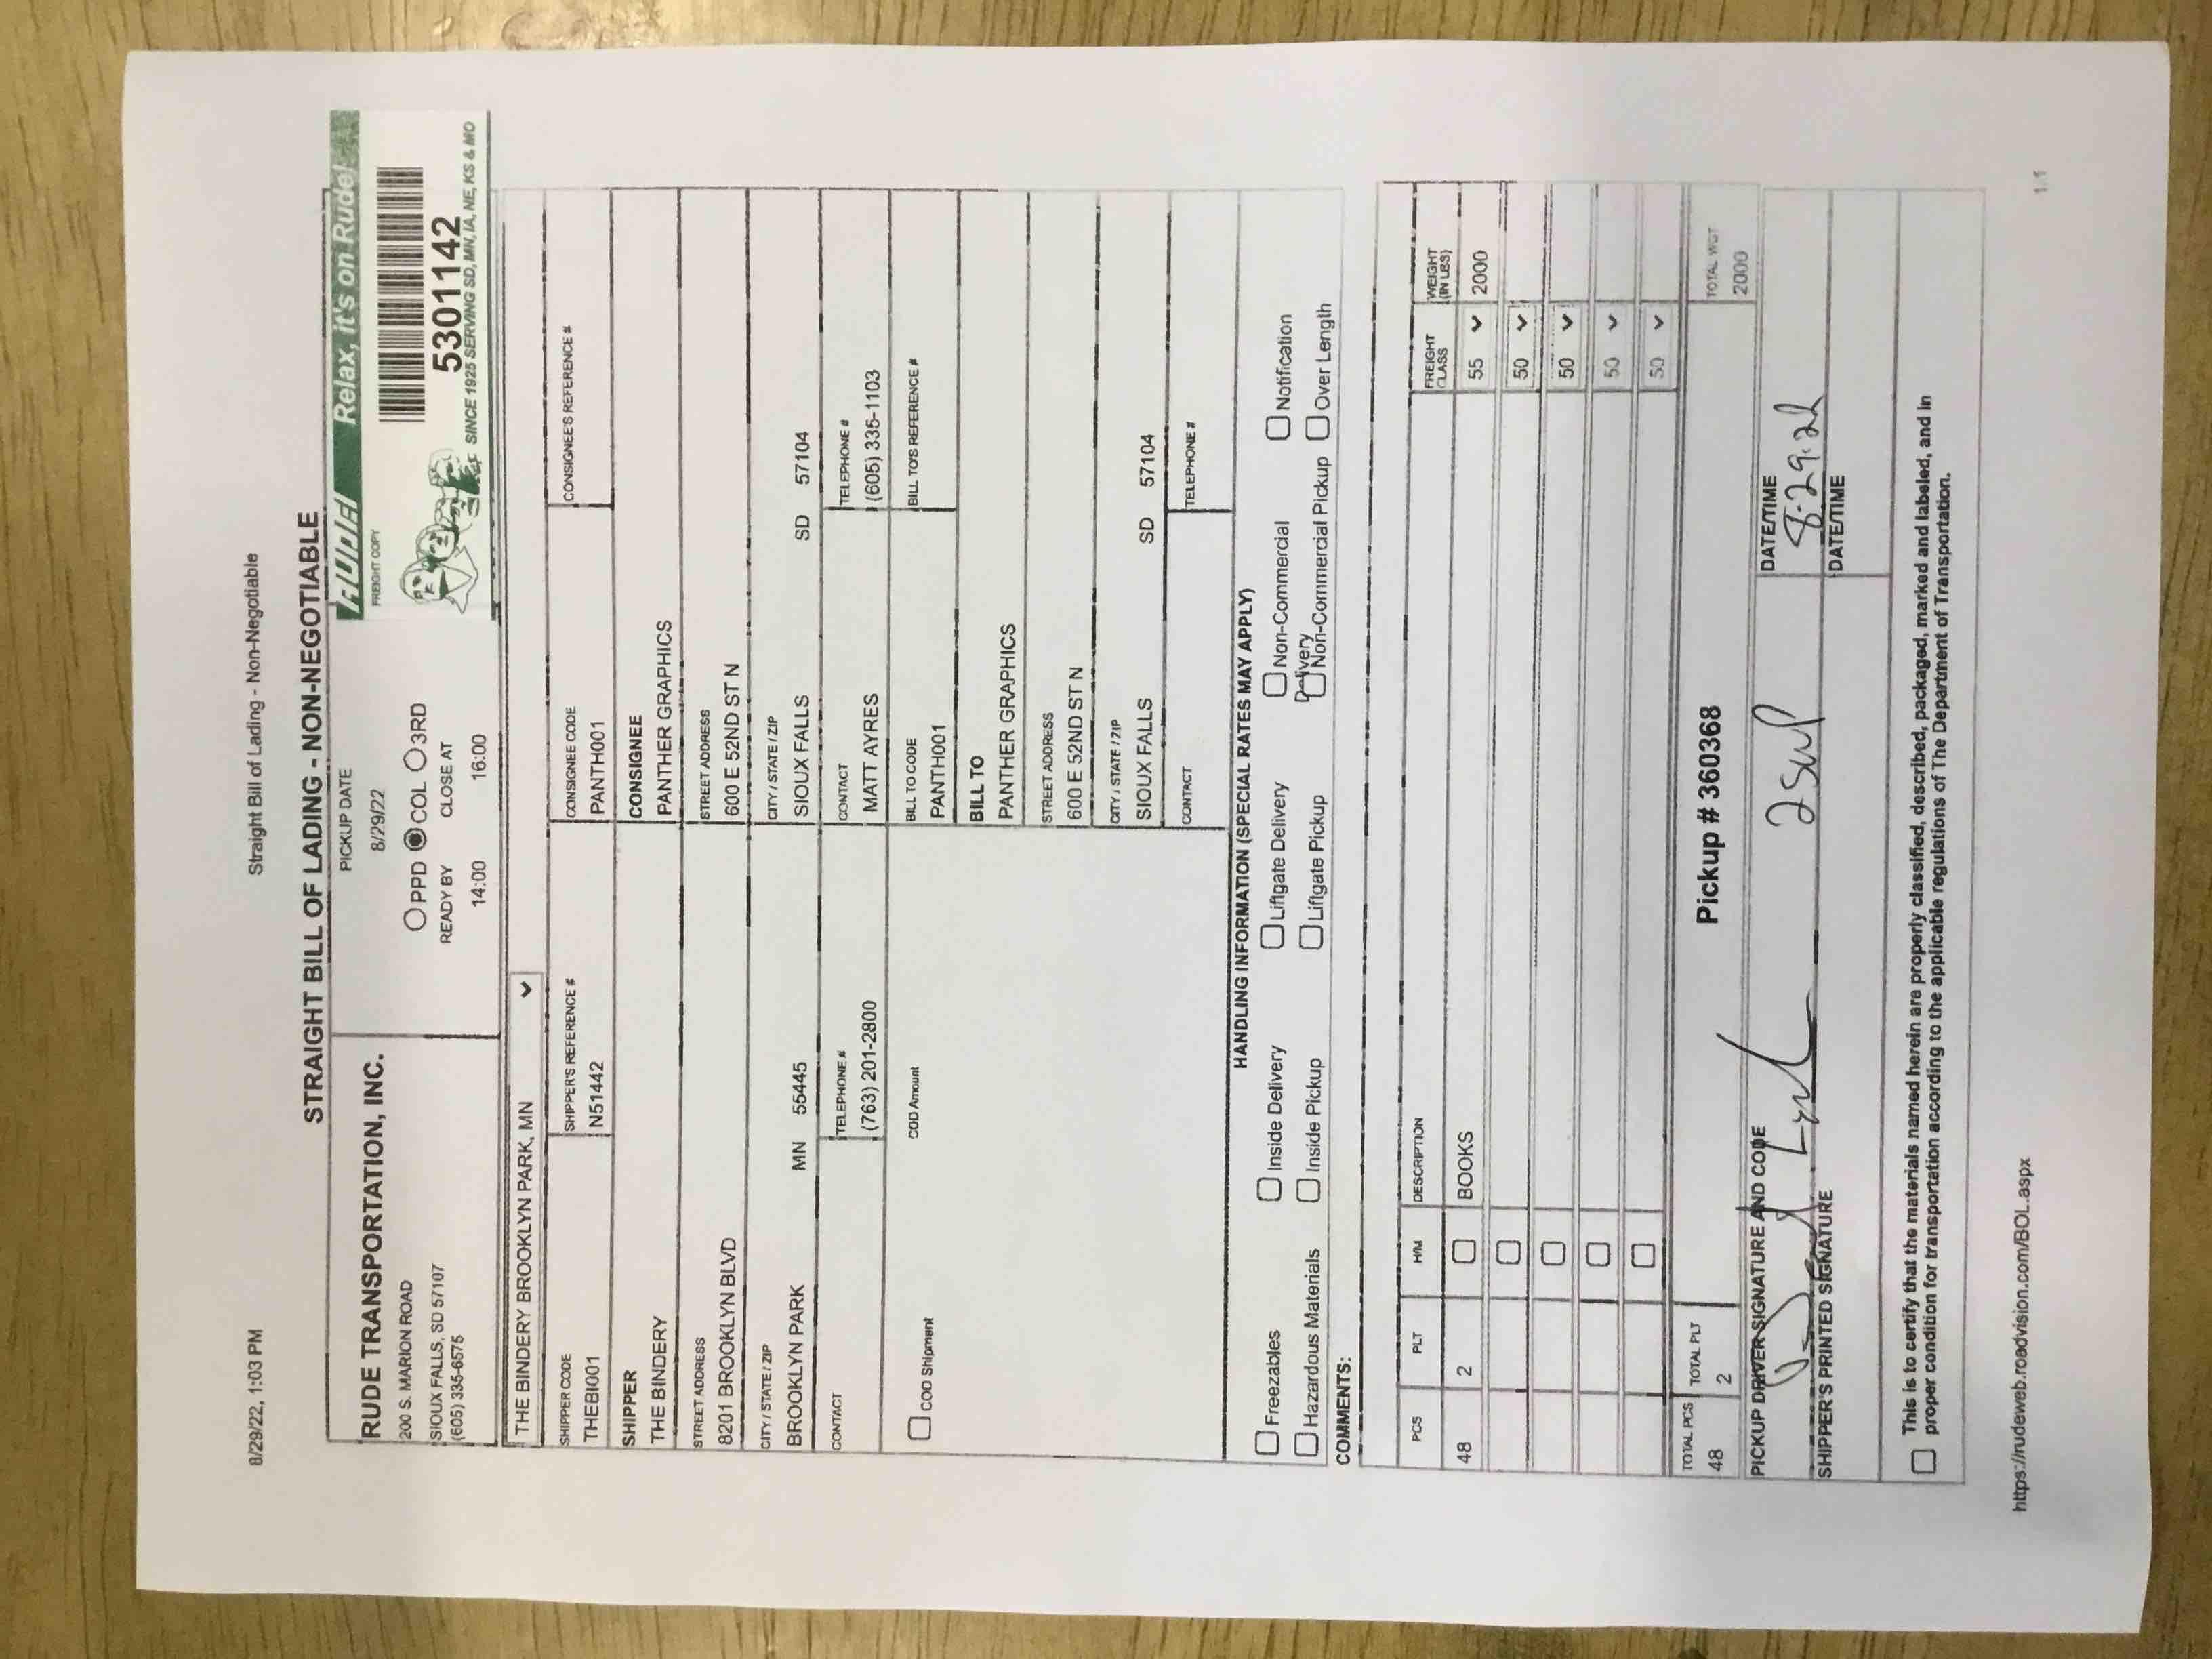 8/29/22, 1:03 PM Straight Bill of Lading - Non-Negotiable
STRAIGHT BILL OF LADING - NON-NEGOTIABLE
RUDE TRANSPORTATION, INC.
200 S. MARION ROAD
SIOUX FALLS, SD 57107
(605) 335-6575
PICKUP DATE
8/29/22
PPD COL 3RD
READY BY CLOSE AT
14:00 16:00
RUDE Relax, it's on Rude!
FREIGHT COPY
5301142
SINCE 1925 SERVING SD, MN, IA, NE, KS & MO
THE BINDERY BROOKLYN PARK, MN
SHIPPER CODE SHIPPER'S REFERENCE # CONSIGNEE CODE CONSIGNEE'S REFERENCE #
THEBI001 N51442 PANTH001
SHIPPER CONSIGNEE
THE BINDERY PANTHER GRAPHICS
STREET ADDRESS STREET ADDRESS
8201 BROOKLYN BLVD 600 E 52ND ST N
CITY / STATE / ZIP CITY / STATE / ZIP
BROOKLYN PARK MN 55445 SIOUX FALLS SD 57104
CONTACT TELEPHONE # CONTACT TELEPHONE #
(763) 201-2800 MATT AYRES (605) 335-1103
COD Shipment COD Amount BILL TO CODE BILL TO'S REFERENCE #
PANTH001
BILL TO
PANTHER GRAPHICS
STREET ADDRESS
600 E 52ND ST N
CITY / STATE / ZIP
SIOUX FALLS SD 57104
CONTACT TELEPHONE #
HANDLING INFORMATION (SPECIAL RATES MAY APPLY)
Freezables Inside Delivery Liftgate Delivery Non-Commercial Delivery Notification
Hazardous Materials Inside Pickup Liftgate Pickup Non-Commercial Pickup Over Length
COMMENTS:
PCS PLT H/M DESCRIPTION FREIGHT CLASS WEIGHT (IN LBS)
48 2 BOOKS 55 2000
50
50
50
50
TOTAL PCS TOTAL PLT Pickup # 360368 TOTAL WGT
48 2 2000
PICKUP DRIVER SIGNATURE AND CODE DATE/TIME
8-29-22
SHIPPER'S PRINTED SIGNATURE DATE/TIME
This is to certify that the materials named herein are properly classified, described, packaged, marked and labeled, and in
proper condition for transportation according to the applicable regulations of The Department of Transportation.
https://rudeweb.roadvision.com/BOL.aspx 1/1